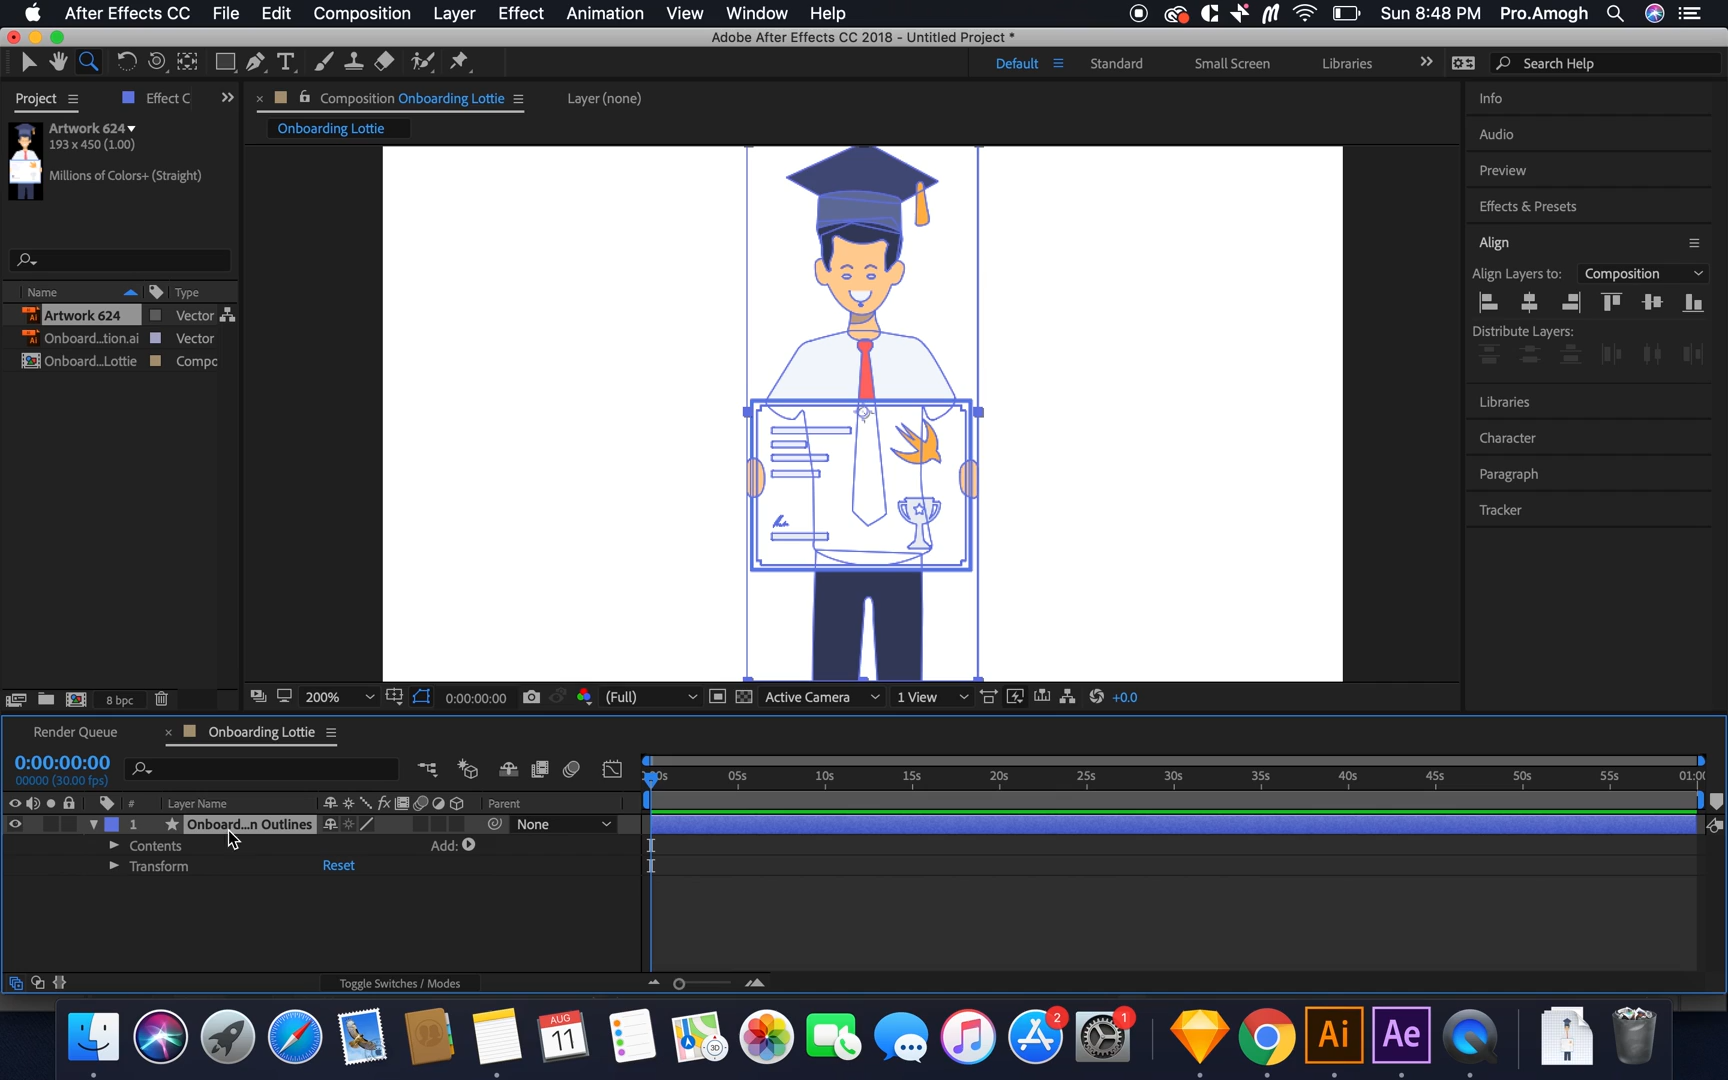 After Effects CC File Edit Composition Layer Effect Animation View Window Help Sun 8:48 PM Pro.Amogh
Adobe After Effects CC 2018 - Untitled Project *
Default Standard Small Screen Libraries Search Help
Project Effect C
Composition Onboarding Lottie Layer (none)
Onboarding Lottie
Artwork 624
193 x 450 (1.00)
Millions of Colors+ (Straight)
Name Type
Artwork 624 Vector
Onboard...tion.ai Vector
Onboard...Lottie Compo
8 bpc
200% 0:00:00:00 (Full) Active Camera 1 View +0.0
Info
Audio
Preview
Effects & Presets
Align
Align Layers to: Composition
Distribute Layers:
Libraries
Character
Paragraph
Tracker
Render Queue Onboarding Lottie
0:00:00:00
00000 (30.00 fps)
05s 10s 15s 20s 25s 30s 35s 40s 45s 50s 55s 01:0
# Layer Name Parent
1 Onboard...n Outlines None
Contents Add:
Transform Reset
Toggle Switches / Modes
AUG
11
3D
2
1
Ai
Ae